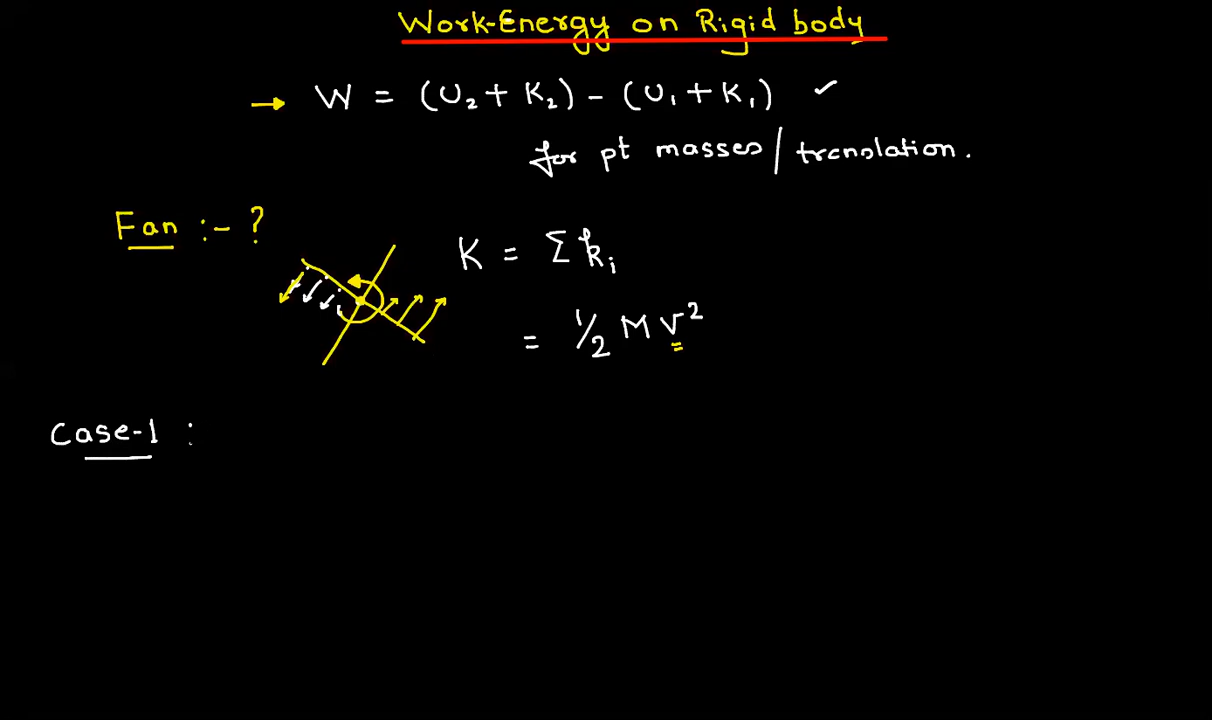 Work-Energy on Rigid body
→ W = (U₂ + K₂) - (U₁ + K₁) ✓
for pt masses / translation.
Fan :- ?
K = Σ kᵢ
= 1/2 M V²
Case-1 :